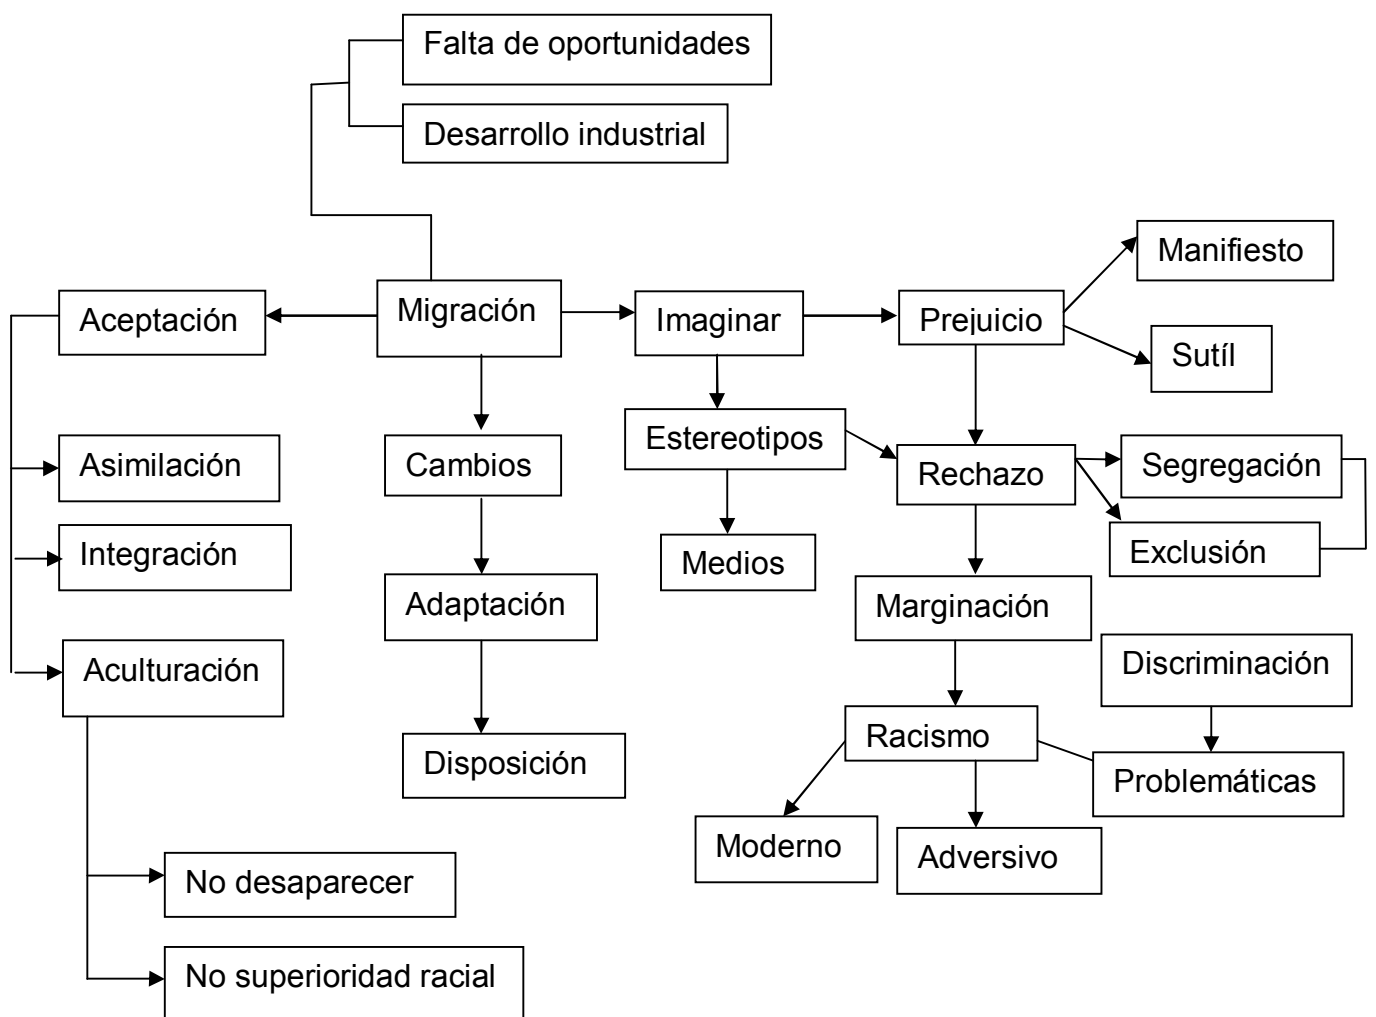 Falta de oportunidades
Desarrollo industrial
Manifiesto
Aceptación
Migración
Imaginar
Prejuicio
Sutíl
Estereotipos
Asimilación
Cambios
Rechazo
Segregación
Integración
Medios
Exclusión
Adaptación
Marginación
Aculturación
Discriminación
Disposición
Racismo
Problemáticas
Moderno
Adversivo
No desaparecer
No superioridad racial